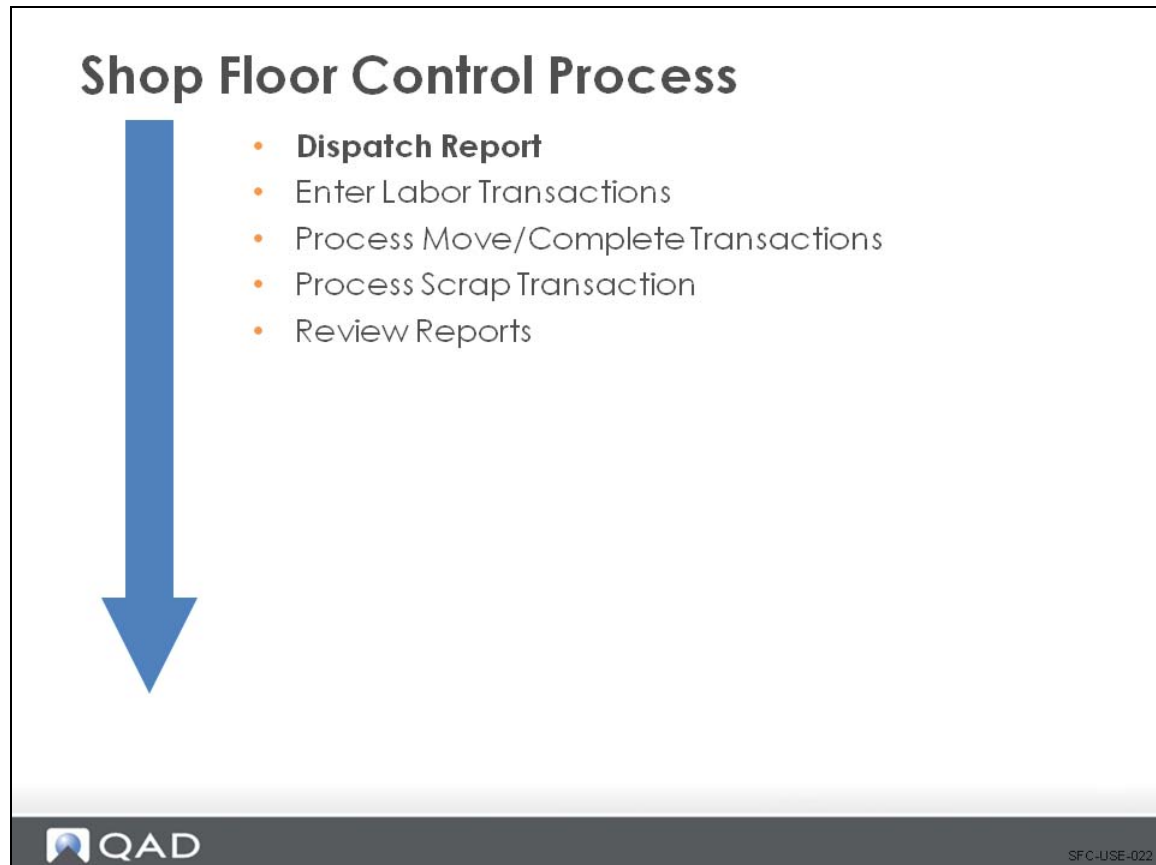 Shop Floor Control Process
• Dispatch Report
• Enter Labor Transactions
• Process Move/Complete Transactions
• Process Scrap Transaction
• Review Reports
QAD
SFC-USE-022